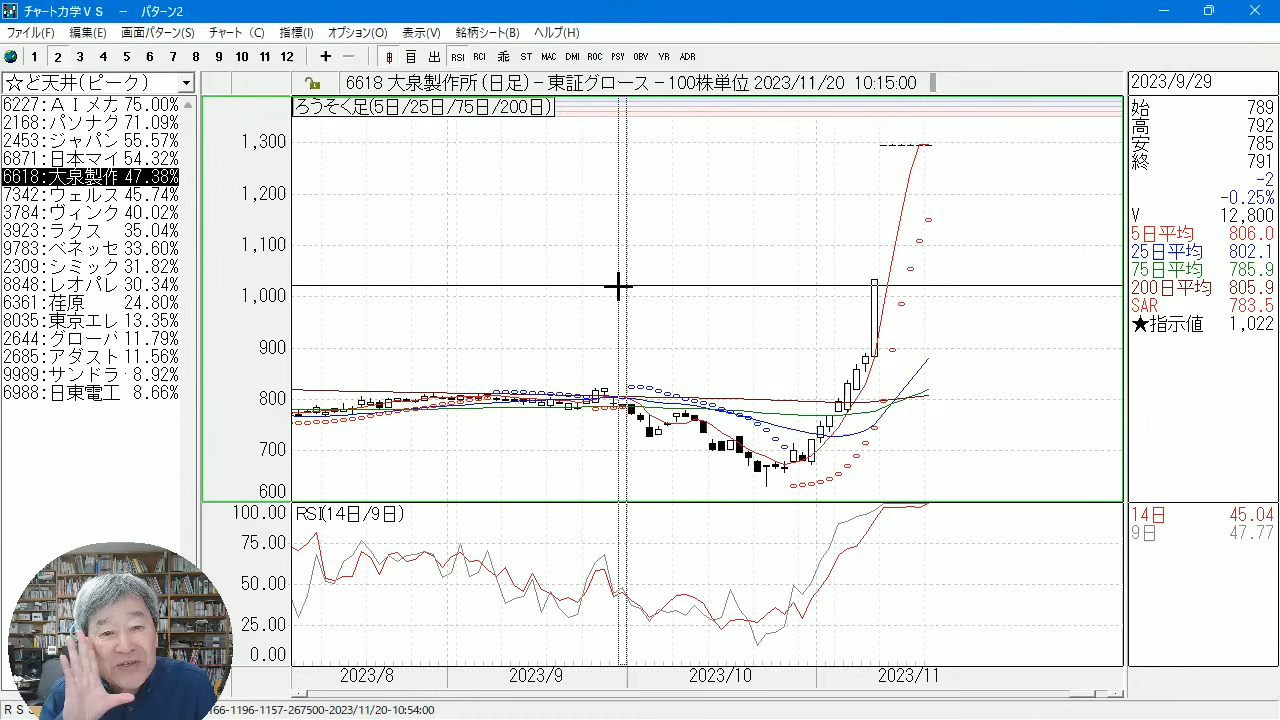 チャート力学ＶＳ － パターン2
ファイル(F) 編集(E) 画面パターン(S) チャート (C) 指標(I) オプション(O) 表示(V) 銘柄シート(B) ヘルプ(H)
1 2 3 4 5 6 7 8 9 10 11 12 + － 日 出 RSI RCI 乖 ST MAC DMI ROC PSY OBV YR ADR
☆ど天井(ピーク)
6618 大泉製作所(日足)－東証グロース－100株単位 2023/11/20 10:15:00
2023/9/29
6227:ＡＩメカ 75.00%
2168:パソナグ 71.09%
2453:ジャパン 55.57%
6871:日本マイ 54.32%
6618:大泉製作 47.38%
7342:ウェルス 45.74%
3784:ヴィンク 40.02%
3923:ラクス 35.04%
9783:ベネッセ 33.60%
2309:シミック 31.82%
8848:レオパレ 30.34%
6361:荏原 24.80%
8035:東京エレ 13.35%
2644:グローバ 11.79%
2685:アダスト 11.56%
9989:サンドラ 8.92%
6988:日東電工 8.66%
ろうそく足(5日/25日/75日/200日)
1,300
1,200
1,100
1,000
900
800
700
600
始 789
高 792
安 785
終 791
-2
-0.25%
V 12,800
5日平均 806.0
25日平均 802.1
75日平均 785.9
200日平均 805.9
SAR 783.5
★指示値 1,022
RSI(14日/9日)
100.00
75.00
50.00
25.00
0.00
14日 45.04
9日 47.77
2023/8 2023/9 2023/10 2023/11
ＲＳ 66-1196-1157-267500-2023/11/20-10:54:00